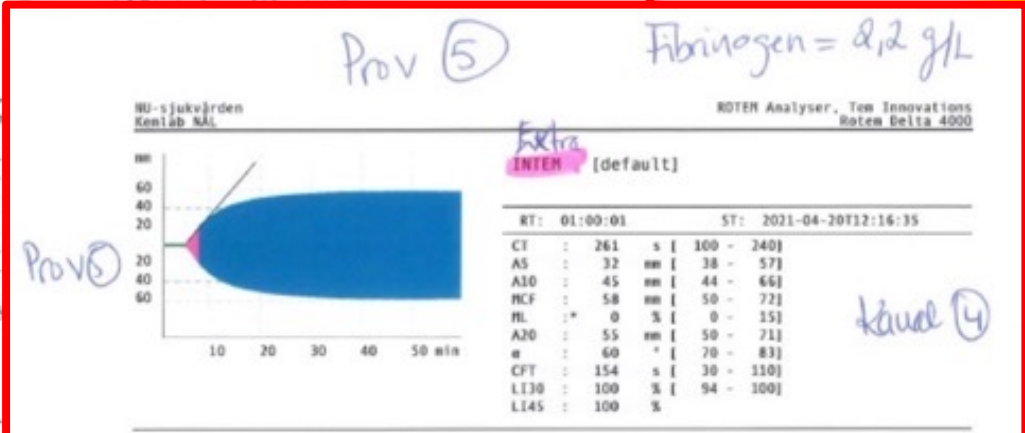 Prov 5
Fibrinogen = 2,2 g/L
NU-sjukvården
Kemlab NÄL
ROTEM Analyser, Tem Innovations
Rotem Delta 4000
Extra
INTEM [default]
mm
60
40
20
20
40
60
10 20 30 40 50 min
Prov 5
RT: 01:00:01 ST: 2021-04-20T12:16:35
CT : 261 s [ 100 - 240]
A5 : 32 mm [ 38 - 57]
A10 : 45 mm [ 44 - 66]
MCF : 58 mm [ 50 - 72]
ML :* 0 % [ 0 - 15]
A20 : 55 mm [ 50 - 71]
α : 60 ° [ 70 - 83]
CFT : 154 s [ 30 - 110]
LI30 : 100 % [ 94 - 100]
LI45 : 100 %
Kanal 4